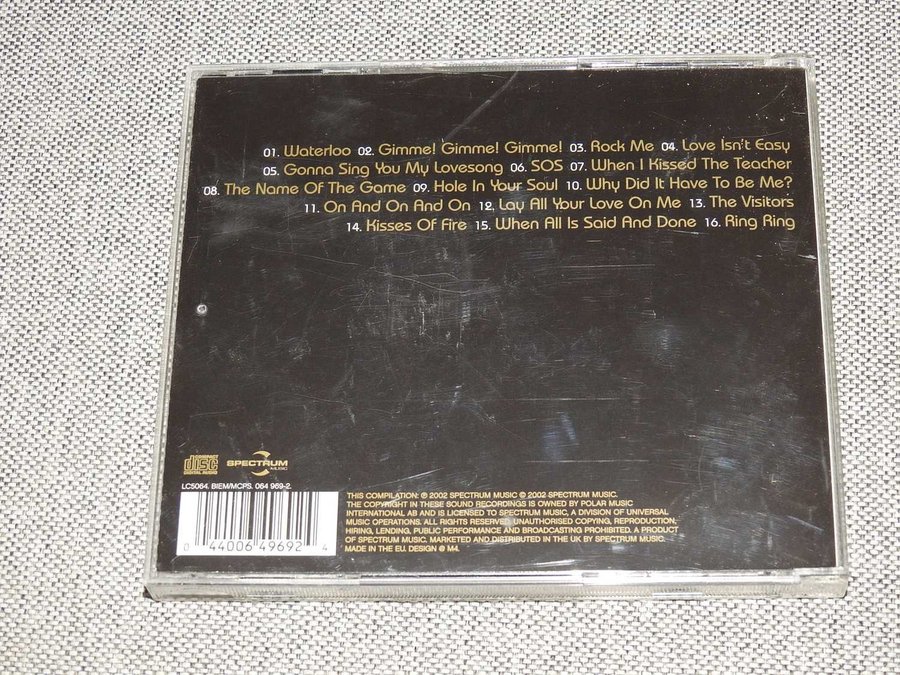 01. Waterloo 02. Gimme! Gimme! Gimme! 03. Rock Me 04. Love Isn't Easy
05. Gonna Sing You My Lovesong 06. SOS 07. When I Kissed The Teacher
08. The Name Of The Game 09. Hole In Your Soul 10. Why Did It Have To Be Me?
11. On And On And On 12. Lay All Your Love On Me 13. The Visitors
14. Kisses Of Fire 15. When All Is Said And Done 16. Ring Ring
COMPACT
disc
DIGITAL AUDIO
SPECTRUM
MUSIC
LC5064. BIEM/MCPS. 064 969-2.
0 44006 49692 4
THIS COMPILATION: ℗ 2002 SPECTRUM MUSIC © 2002 SPECTRUM MUSIC.
THE COPYRIGHT IN THESE SOUND RECORDINGS IS OWNED BY POLAR MUSIC
INTERNATIONAL AB AND IS LICENSED TO SPECTRUM MUSIC, A DIVISION OF UNIVERSAL
MUSIC OPERATIONS. ALL RIGHTS RESERVED. UNAUTHORISED COPYING, REPRODUCTION,
HIRING, LENDING, PUBLIC PERFORMANCE AND BROADCASTING PROHIBITED. A PRODUCT
OF SPECTRUM MUSIC. MARKETED AND DISTRIBUTED IN THE UK BY SPECTRUM MUSIC.
MADE IN THE EU. DESIGN @ M4.